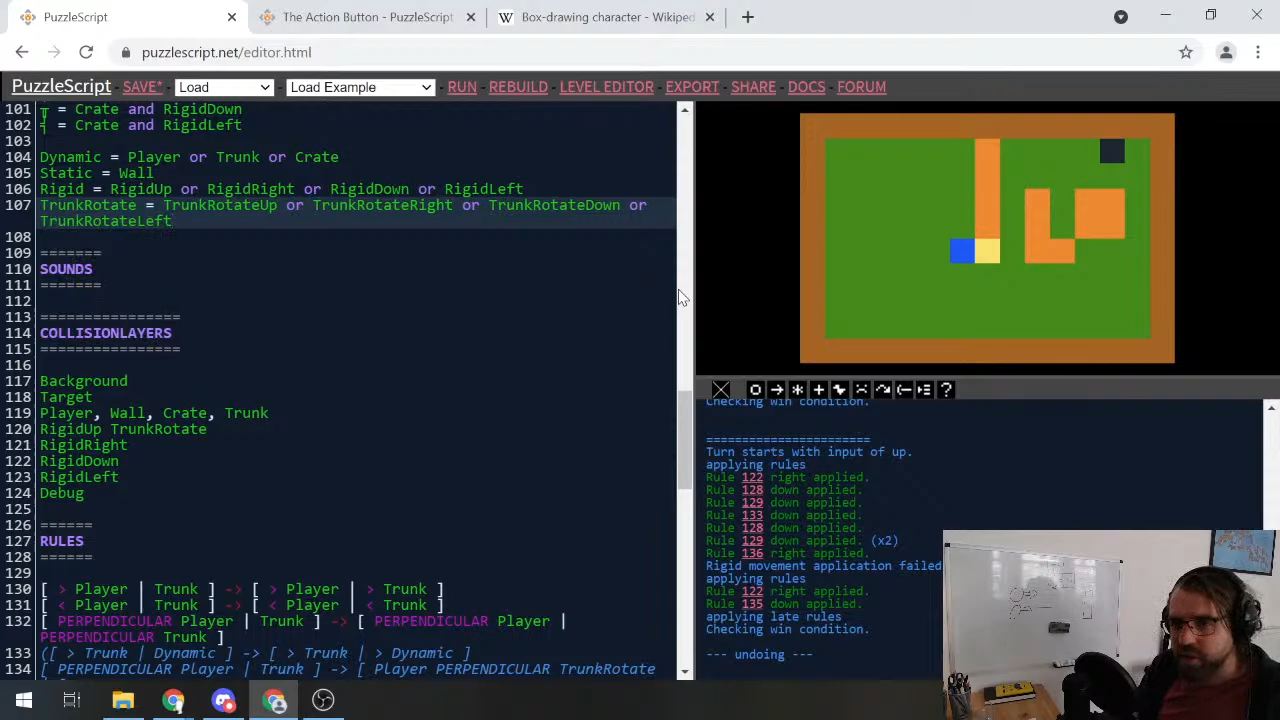 PuzzleScript
The Action Button - PuzzleScript
Box-drawing character - Wikiped
puzzlescript.net/editor.html
PuzzleScript - SAVE* - Load Load Example - RUN - REBUILD - LEVEL EDITOR - EXPORT - SHARE - DOCS - FORUM
101 ╥ = Crate and RigidDown
102 ╡ = Crate and RigidLeft
103
104 Dynamic = Player or Trunk or Crate
105 Static = Wall
106 Rigid = RigidUp or RigidRight or RigidDown or RigidLeft
107 TrunkRotate = TrunkRotateUp or TrunkRotateRight or TrunkRotateDown or
TrunkRotateLeft
108
109 =======
110 SOUNDS
111 =======
112
113 ================
114 COLLISIONLAYERS
115 ================
116
117 Background
118 Target
119 Player, Wall, Crate, Trunk
120 RigidUp TrunkRotate
121 RigidRight
122 RigidDown
123 RigidLeft
124 Debug
125
126 ======
127 RULES
128 ======
129
130 [ > Player | Trunk ] -> [ > Player | > Trunk ]
131 [ < Player | Trunk ] -> [ < Player | < Trunk ]
132 [ PERPENDICULAR Player | Trunk ] -> [ PERPENDICULAR Player |
PERPENDICULAR Trunk ]
133 ([ > Trunk | Dynamic ] -> [ > Trunk | > Dynamic ]
134 [ PERPENDICULAR Player | Trunk ] -> [ Player PERPENDICULAR TrunkRotate
Checking win condition.
=======================
Turn starts with input of up.
applying rules
Rule 122 right applied.
Rule 128 down applied.
Rule 129 down applied.
Rule 133 down applied.
Rule 128 down applied.
Rule 129 down applied. (x2)
Rule 136 right applied.
Rigid movement application failed
applying rules
Rule 122 right applied.
Rule 135 down applied.
applying late rules
Checking win condition.
--- undoing ---